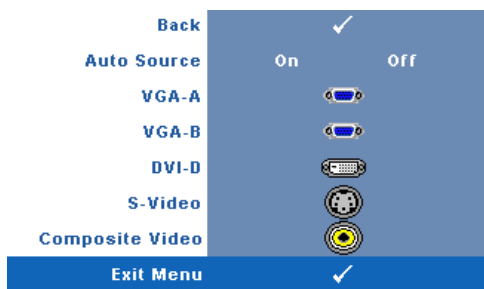 Back
Auto Source On Off
VGA-A
VGA-B
DVI-D
S-Video
Composite Video
Exit Menu